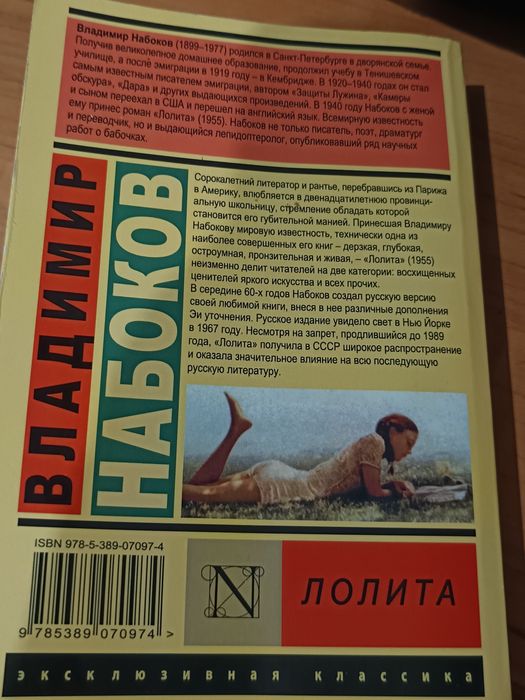 Владимир Набоков (1899–1977) родился в Санкт-Петербурге в дворянской семье.
Получив великолепное домашнее образование, продолжил учебу в Тенишевском
училище, а после эмиграции в 1919 году – в Кембридже. В 1920–1940-х годах он стал
самым известным писателем эмиграции, автором «Защиты Лужина», «Камеры
обскура», «Дара» и других выдающихся произведений. В 1940 году Набоков с женой
и сыном переехал в США и перешел на английский язык. Всемирную известность
ему принес роман «Лолита» (1955). Набоков не только писатель, поэт, драматург
и переводчик, но и выдающийся лепидоптеролог, опубликовавший ряд научных
работ о бабочках.
ВЛАДИМИР
НАБОКОВ
Сорокалетний литератор и рантье, перебравшись из Парижа
в Америку, влюбляется в двенадцатилетнюю провинци-
альную школьницу, стремление обладать которой
становится его губительной манией. Принесшая Владимиру
Набокову мировую известность, технически одна из
наиболее совершенных его книг – дерзкая, глубокая,
остроумная, пронзительная и живая, – «Лолита» (1955)
неизменно делит читателей на две категории: восхищенных
ценителей яркого искусства и всех прочих.
В середине 60-х годов Набоков создал русскую версию
своей любимой книги, внеся в нее различные дополнения
Эи уточнения. Русское издание увидело свет в Нью Йорке
в 1967 году. Несмотря на запрет, продлившийся до 1989
года, «Лолита» получила в СССР широкое распространение
и оказала значительное влияние на всю последующую
русскую литературу.
ISBN 978-5-389-07097-4
9 785389 070974 >
N
ЛОЛИТА
эксклюзивная классика